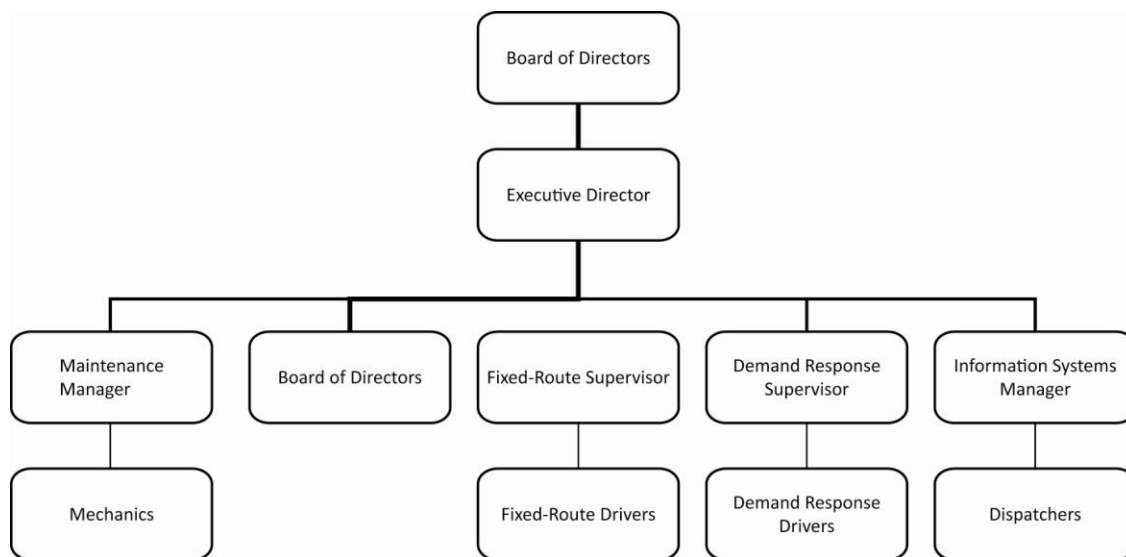 Board of Directors
Executive Director
Maintenance
Manager
Board of Directors
Fixed-Route Supervisor
Demand Response
Supervisor
Information Systems
Manager
Mechanics
Fixed-Route Drivers
Demand Response
Drivers
Dispatchers